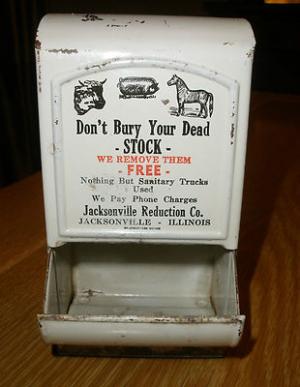 Don't Bury Your Dead
- STOCK -
WE REMOVE THEM
- FREE -
Nothing But Sanitary Trucks
Used
We Pay Phone Charges
Jacksonville Reduction Co.
JACKSONVILLE - ILLINOIS